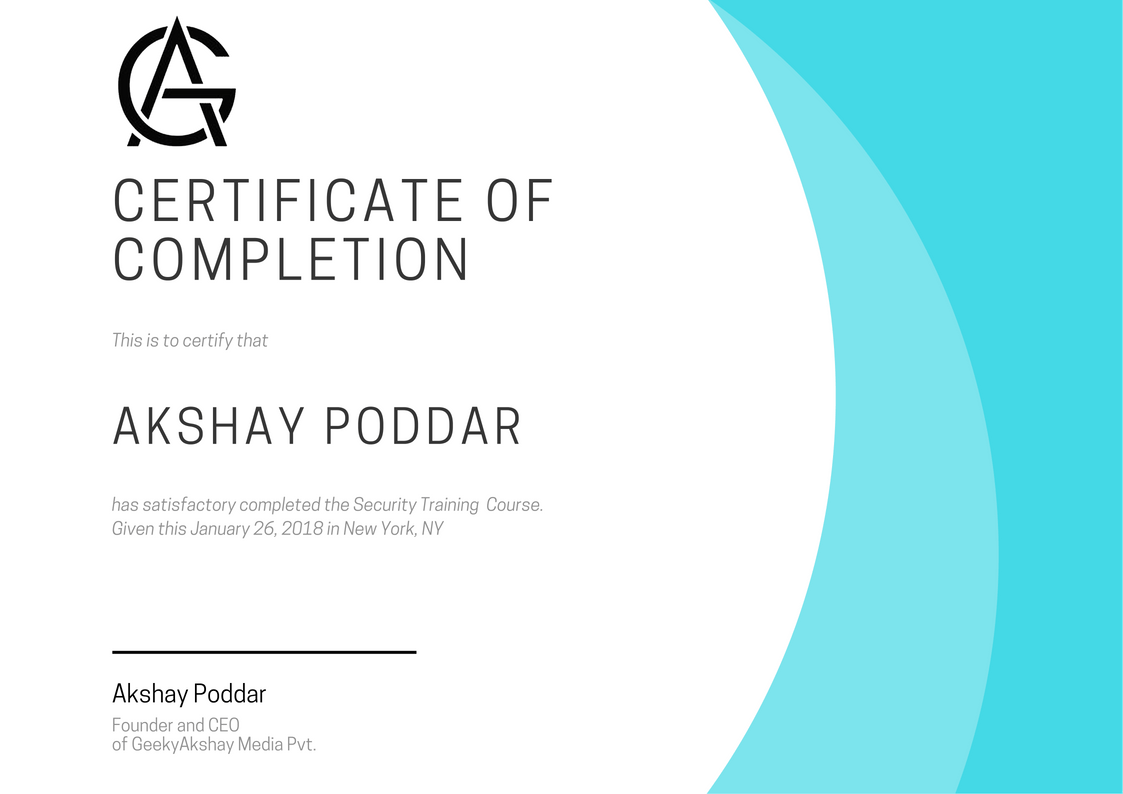 CERTIFICATE OF
COMPLETION
This is to certify that
AKSHAY PODDAR
has satisfactory completed the Security Training Course.
Given this January 26, 2018 in New York, NY
Akshay Poddar
Founder and CEO
of GeekyAkshay Media Pvt.